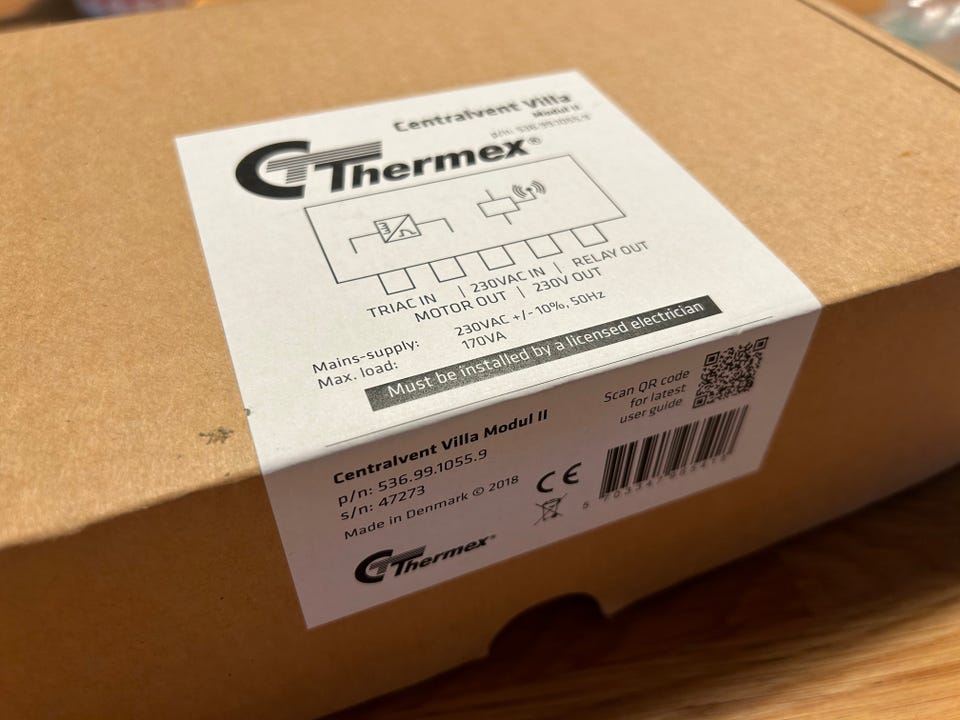 Centralvent Villa
Modul II
p/n: 536.99.1055.9
CT Thermex®
TRIAC IN | 230VAC IN | RELAY OUT
MOTOR OUT | 230V OUT
Mains-supply: 230VAC +/- 10%, 50Hz
Max. load: 170VA
Must be installed by a licensed electrician
Scan QR code
for latest
user guide
Centralvent Villa Modul II
p/n: 536.99.1055.9
s/n: 47273
Made in Denmark © 2018
CE
CT Thermex®